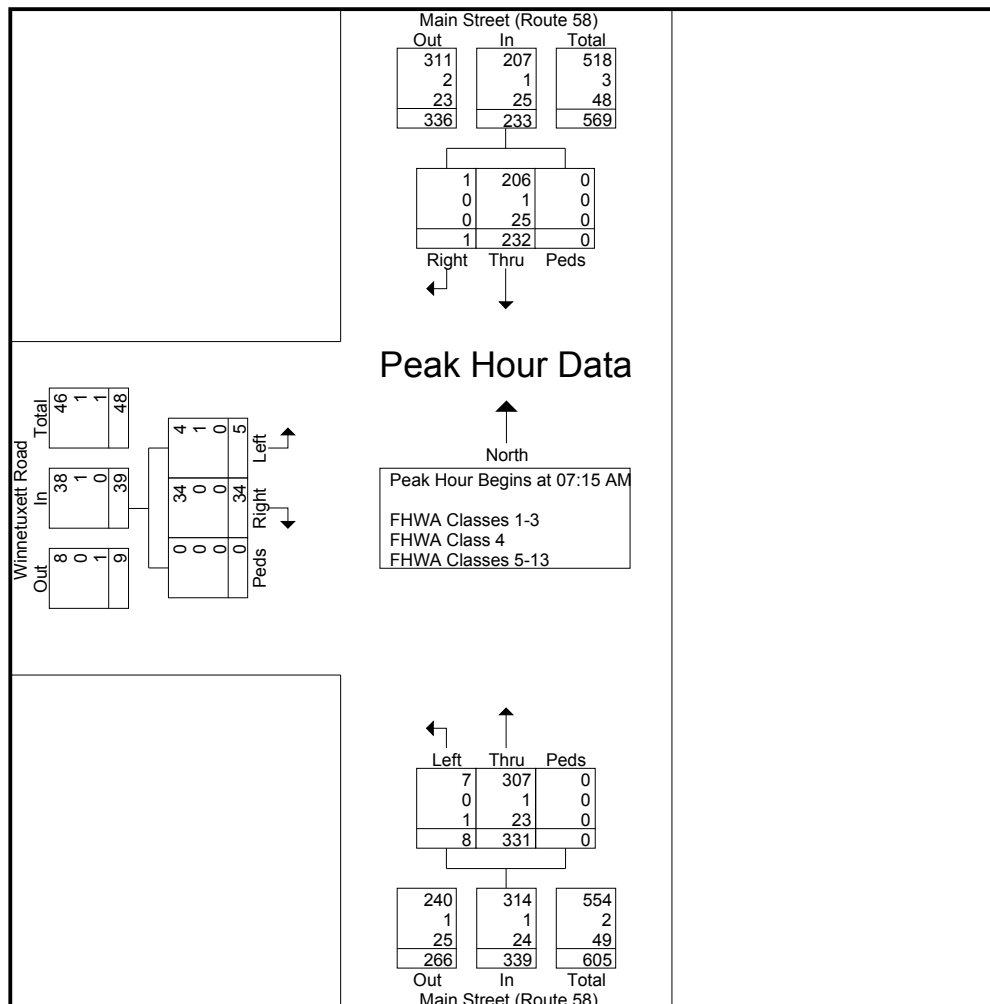 Main Street (Route 58)
Out In Total
311 207 518
2 1 3
23 25 48
336 233 569
1 206 0
0 1 0
0 25 0
1 232 0
Right Thru Peds
Peak Hour Data
North
Peak Hour Begins at 07:15 AM
FHWA Classes 1-3
FHWA Class 4
FHWA Classes 5-13
Winnetuxett Road
Out In Total
8 38 46
0 1 1
1 0 1
9 39 48
0 34 4
0 0 1
0 0 0
0 34 5
Peds Right Left
Left Thru Peds
7 307 0
0 1 0
1 23 0
8 331 0
240 314 554
1 1 2
25 24 49
266 339 605
Out In Total
Main Street (Route 58)